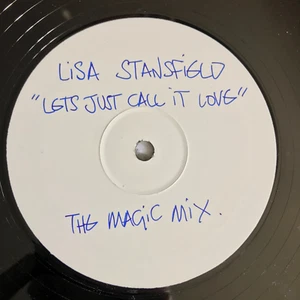 LISA STANSFIELD
"LETS JUST CALL IT LOVE"
THE MAGIC MIX.